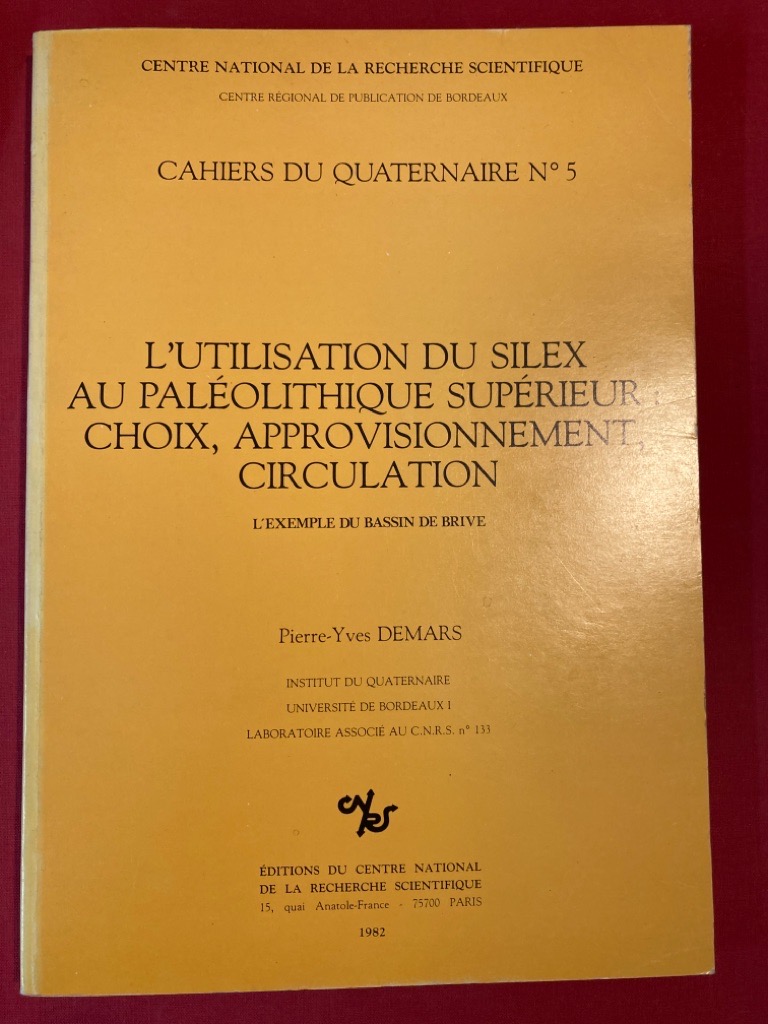 CENTRE NATIONAL DE LA RECHERCHE SCIENTIFIQUE
CENTRE RÉGIONAL DE PUBLICATION DE BORDEAUX
CAHIERS DU QUATERNAIRE N° 5
L'UTILISATION DU SILEX
AU PALÉOLITHIQUE SUPÉRIEUR :
CHOIX, APPROVISIONNEMENT,
CIRCULATION
L'EXEMPLE DU BASSIN DE BRIVE
Pierre-Yves DEMARS
INSTITUT DU QUATERNAIRE
UNIVERSITÉ DE BORDEAUX I
LABORATOIRE ASSOCIÉ AU C.N.R.S. n° 133
CNRS
ÉDITIONS DU CENTRE NATIONAL
DE LA RECHERCHE SCIENTIFIQUE
15, quai Anatole-France - 75700 PARIS
1982